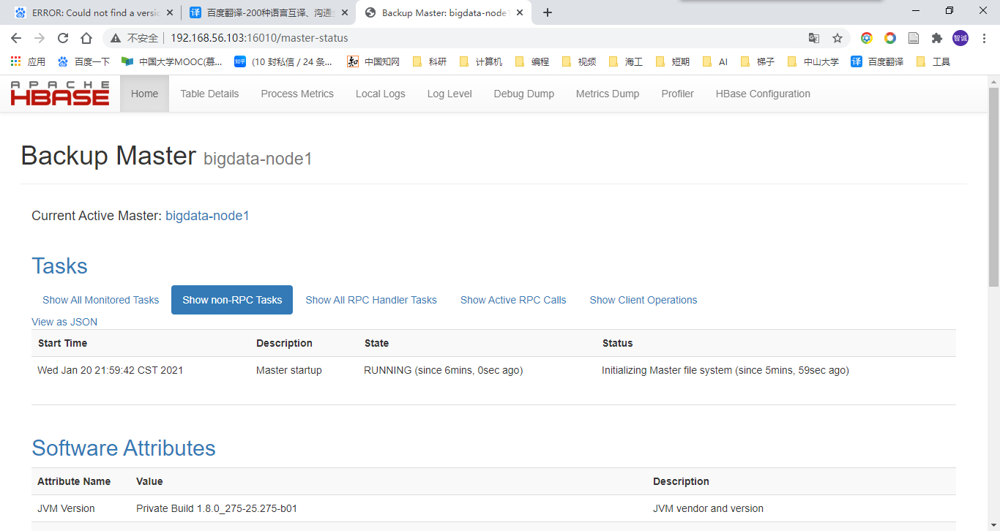 ERROR: Could not find a versio
百度翻译-200种语言互译、沟通全
Backup Master: bigdata-node1
不安全 192.168.56.103:16010/master-status
智诚
应用 百度一下 中国大学MOOC(慕... 知乎 (10 封私信 / 24 条... 中国知网 科研 计算机 编程 视频 海工 短期 AI 梯子 中山大学 译 百度翻译 工具
APACHE
HBASE
Home Table Details Process Metrics Local Logs Log Level Debug Dump Metrics Dump Profiler HBase Configuration
Backup Master bigdata-node1
Current Active Master: bigdata-node1
Tasks
Show All Monitored Tasks Show non-RPC Tasks Show All RPC Handler Tasks Show Active RPC Calls Show Client Operations
View as JSON
Start Time Description State Status
Wed Jan 20 21:59:42 CST 2021 Master startup RUNNING (since 6mins, 0sec ago) Initializing Master file system (since 5mins, 59sec ago)
Software Attributes
Attribute Name Value Description
JVM Version Private Build 1.8.0_275-25.275-b01 JVM vendor and version